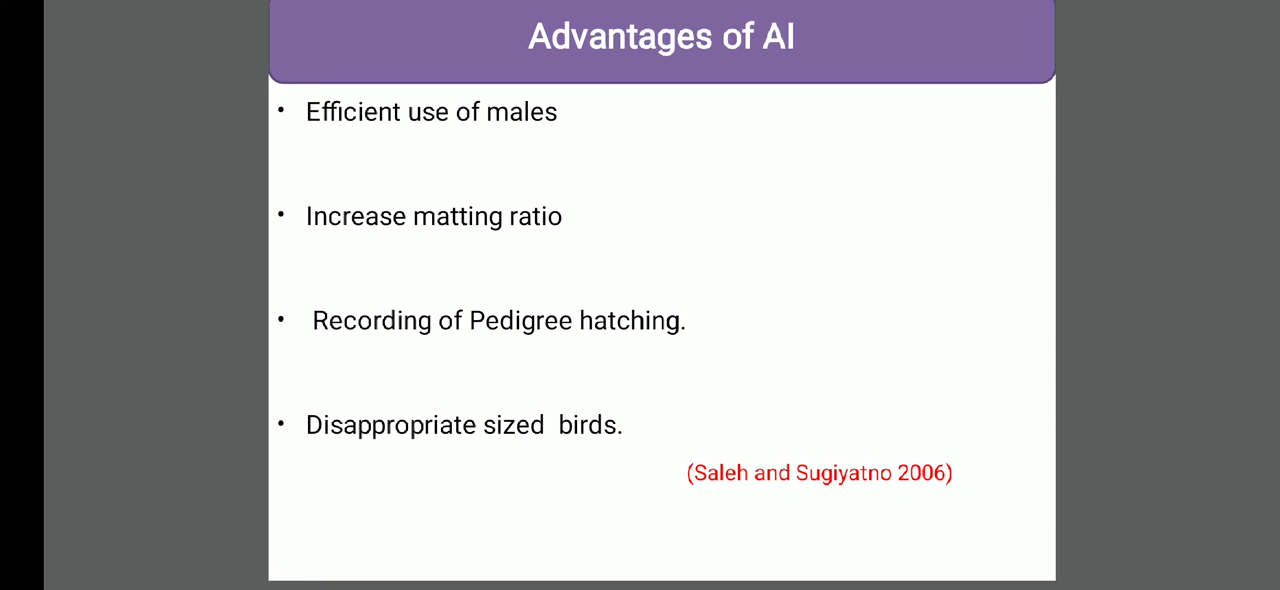 Advantages of AI
• Efficient use of males
• Increase matting ratio
• Recording of Pedigree hatching.
• Disappropriate sized  birds.
(Saleh and Sugiyatno 2006)